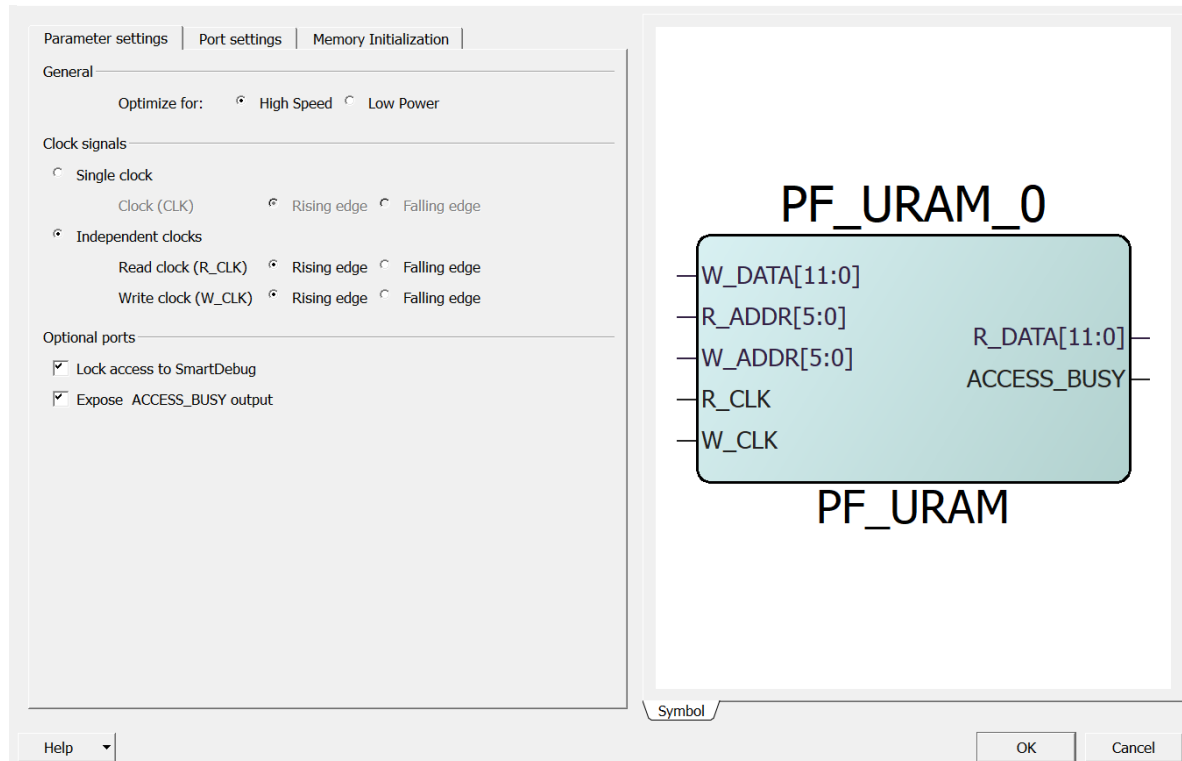 Parameter settings Port settings Memory Initialization
General
Optimize for: High Speed Low Power
Clock signals
Single clock
Clock (CLK) Rising edge Falling edge
Independent clocks
Read clock (R_CLK) Rising edge Falling edge
Write clock (W_CLK) Rising edge Falling edge
Optional ports
Lock access to SmartDebug
Expose ACCESS_BUSY output
PF_URAM_0
W_DATA[11:0]
R_ADDR[5:0]
W_ADDR[5:0]
R_CLK
W_CLK
R_DATA[11:0]
ACCESS_BUSY
PF_URAM
Symbol
Help OK Cancel